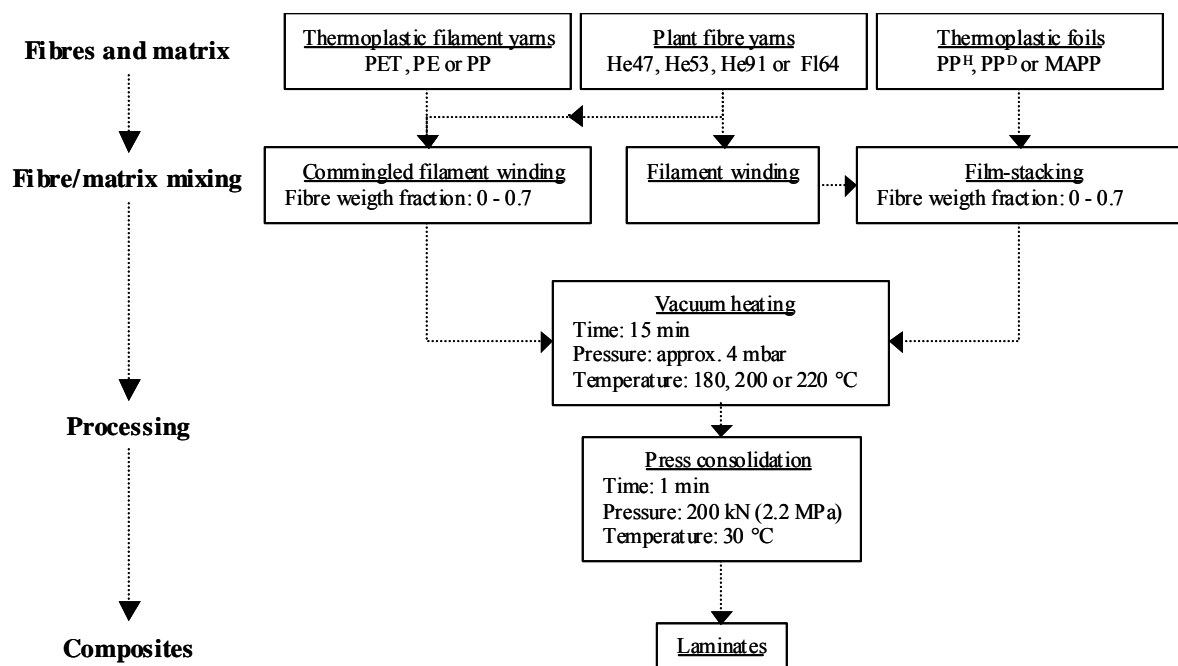 Fibres and matrix
Thermoplastic filament yarns
PET, PE or PP
Plant fibre yarns
He47, He53, He91 or Fl64
Thermoplastic foils
PPᴴ, PPᴰ or MAPP
Fibre/matrix mixing
Commingled filament winding
Fibre weigth fraction: 0 - 0.7
Filament winding
Film-stacking
Fibre weigth fraction: 0 - 0.7
Vacuum heating
Time: 15 min
Pressure: approx. 4 mbar
Temperature: 180, 200 or 220 °C
Processing
Press consolidation
Time: 1 min
Pressure: 200 kN (2.2 MPa)
Temperature: 30 °C
Composites
Laminates